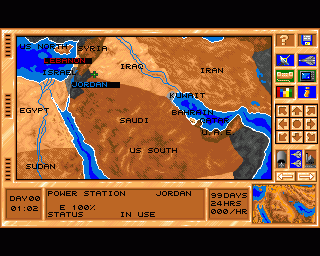 US NORTH
SYRIA
LEBANON
IRAQ
IRAN
ISRAEL
JORDAN
KUWAIT
EGYPT
BAHRAIN
SAUDI
QATAR
U.A.E
US SOUTH
SUDAN
DAY00
01:02
POWER STATION JORDAN
E 100%
STATUS IN USE
99DAYS
24HRS
000/HR